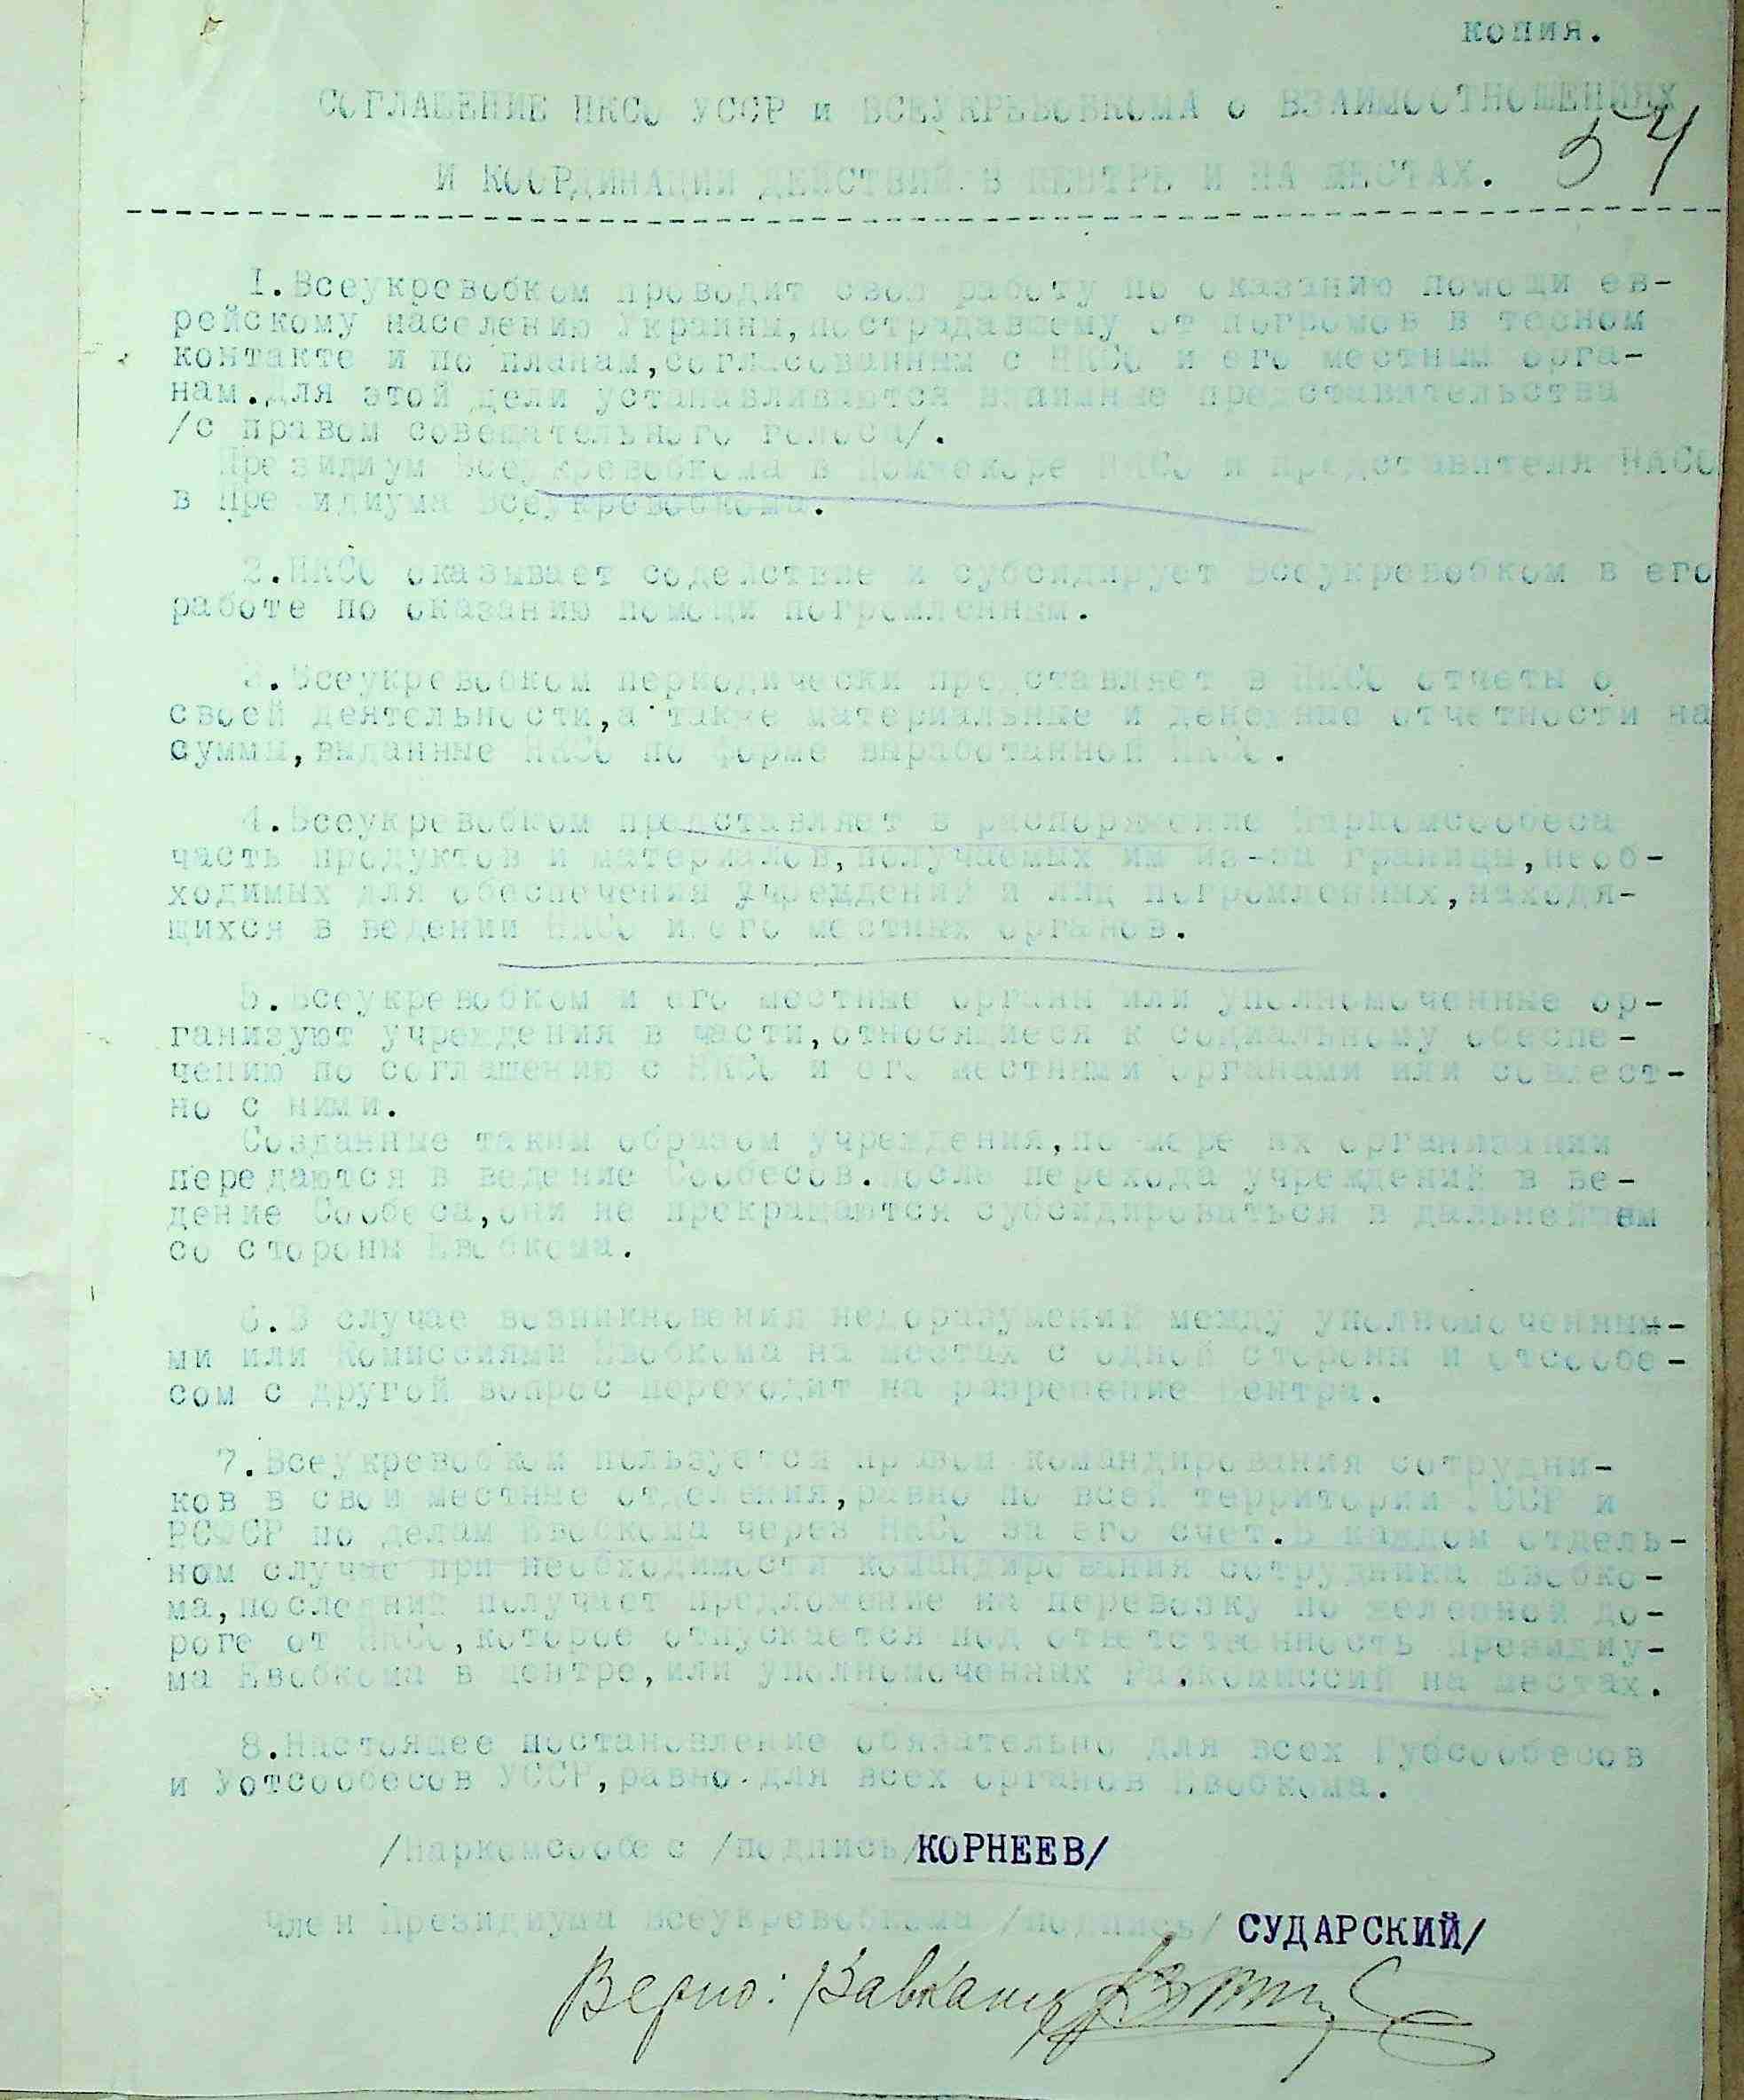 копия.
СОГЛАШЕНИЕ НКСО УССР и ВСЕУКРЕВОБКОМА о ВЗАИМООТНОШЕНИЯХ
54
И КООРДИНАЦИИ ДЕЙСТВИЙ В ЦЕНТРЕ И НА МЕСТАХ.
1.Всеукревобком проводит свою работу по оказанию помощи ев-
рейскому населению Украины,пострадавшему от погромов в тесном
контакте и по планам,согласованным с НКСО и его местным орга-
нам.Для этой цели устанавливаются взаимные представительства
/с правом совещательного голоса/.
Президиум Всеукревобкома в НКСО и представителя НКСО
в Президиума Всеукревобкома.
2.НКСО оказывает содействие и субсидирует Всеукревобком в его
работе по оказанию помощи погромленным.
3.Всеукревобком периодически представляет в НКСО отчеты о
своей деятельности,а также материальные и денежные отчетности на
суммы,выданные НКСО по форме выработанной НКСО.
4.Всеукревобком представляет в распоряжение Наркомсообеса
часть продуктов и материалов,получаемых им из-за границы,необ-
ходимых для обеспечения учреждений и лиц погромленных,находя-
щихся в ведении НКСО и его местных органов.
5.Всеукревобком и его местные органы или уполномоченные ор-
ганизуют учреждения в части,относящиеся к социальному обеспе-
чению по соглашению с НКСО и его местными органами или совмест-
но с ними.
Созданные таким образом учреждения,по мере их организации
передаются в ведение Сообесов.После перехода учреждений в ве-
дение Сообеса,они не прекращаются субсидироваться в дальнейшем
со стороны Евобкома.
6.В случае возникновения недоразумений между уполномоченным-
ми или Комиссиями Евобкома на местах с одной стороны и отсообе-
сом с другой вопрос переходит на разрешение Центра.
7.Всеукревобком пользуется правом командирования сотрудни-
ков в свои местные отделения,равно по всей территории УССР и
РСФСР по делам Евобкома через НКСО за его счет.В каждом отдель-
ном случае при необходимости командирования сотрудника Евобко-
ма,последний получает предложение на перевозку по железной до-
роге от НКСО,которое отпускается под ответственность Президиу-
ма Евобкома в центре,или уполномоченных Рай.комиссий на местах.
8.Настоящее постановление обязательно для всех Губсообесов
и Уотсообесов УССР,равно для всех органов Евобкома.
/Наркомсообес /подпись/КОРНЕЕВ/
Член Президиума Всеукревобкома /подпись/ СУДАРСКИЙ/
Верно: